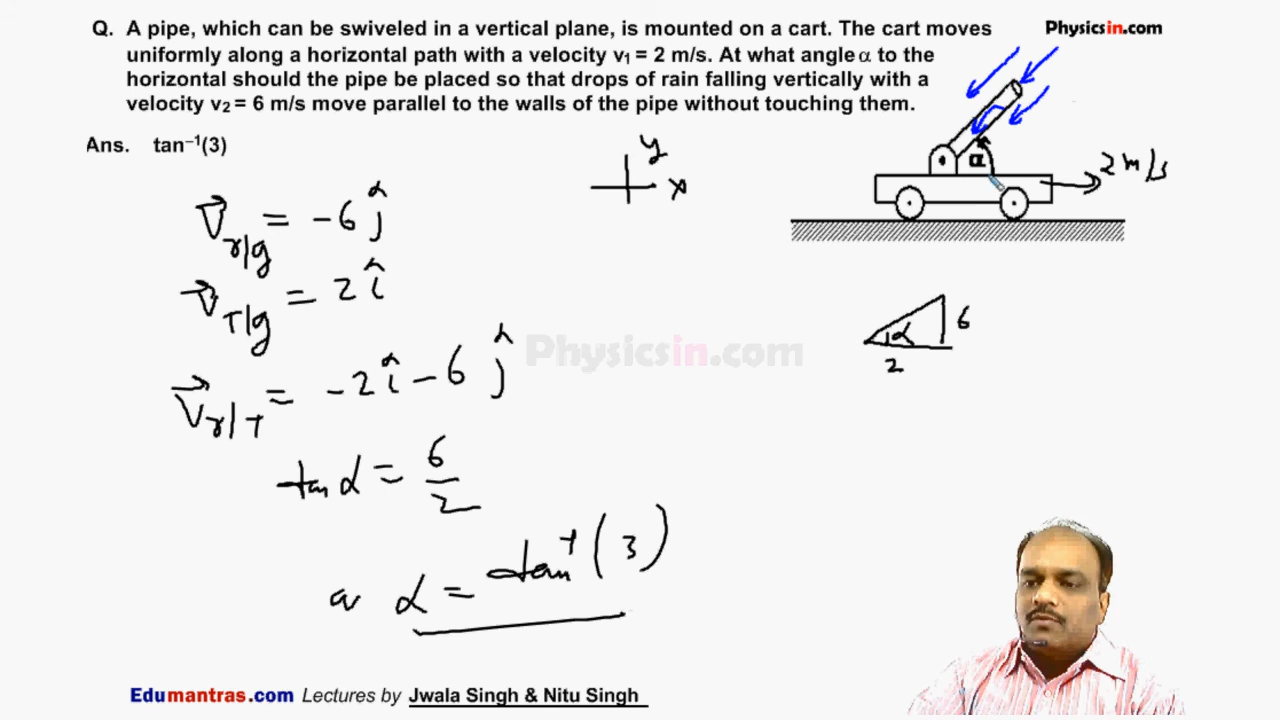 Q. A pipe, which can be swiveled in a vertical plane, is mounted on a cart. The cart moves
uniformly along a horizontal path with a velocity v₁ = 2 m/s. At what angle α to the
horizontal should the pipe be placed so that drops of rain falling vertically with a
velocity v₂ = 6 m/s move parallel to the walls of the pipe without touching them.
Physicsin.com
Ans. tan⁻¹(3)
y
x
α
2 m/s
V⃗ r/g = -6 ĵ
V⃗ T/g = 2 î
V⃗ r/T = -2 î - 6 ĵ
α
6
2
Physicsin.com
tan α = 6/2
α = tan⁻¹(3)
Edumantras.com Lectures by Jwala Singh & Nitu Singh